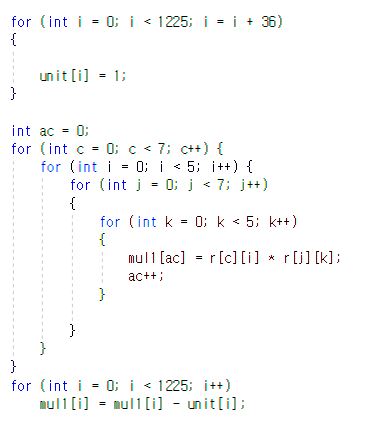 for (int i = 0; i < 1225; i = i + 36)
{
unit[i] = 1;
}
int ac = 0;
for (int c = 0; c < 7; c++) {
for (int i = 0; i < 5; i++) {
for (int j = 0; j < 7; j++)
{
for (int k = 0; k < 5; k++)
{
mul1[ac] = r[c][i] * r[j][k];
ac++;
}
}
}
}
for (int i = 0; i < 1225; i++)
mul1[i] = mul1[i] - unit[i];